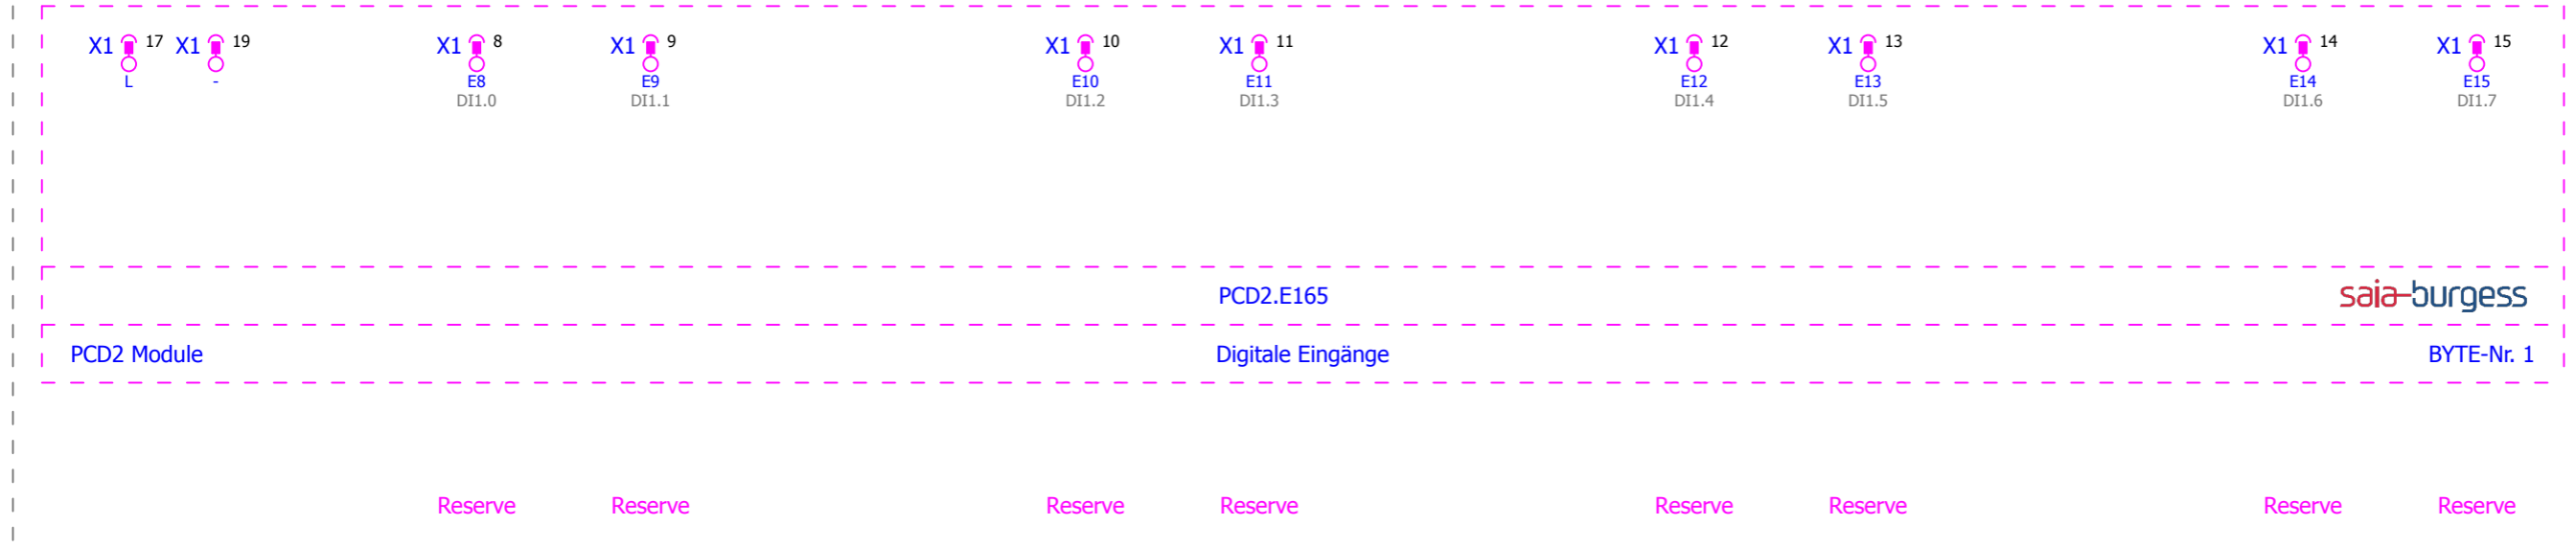 X1 17 X1 19 X1 8 X1 9 X1 10 X1 11 X1 12 X1 13 X1 14 X1 15
L - E8 E9 E10 E11 E12 E13 E14 E15
DI1.0 DI1.1 DI1.2 DI1.3 DI1.4 DI1.5 DI1.6 DI1.7
PCD2.E165 saia-burgess
PCD2 Module Digitale Eingänge BYTE-Nr. 1
Reserve Reserve Reserve Reserve Reserve Reserve Reserve Reserve